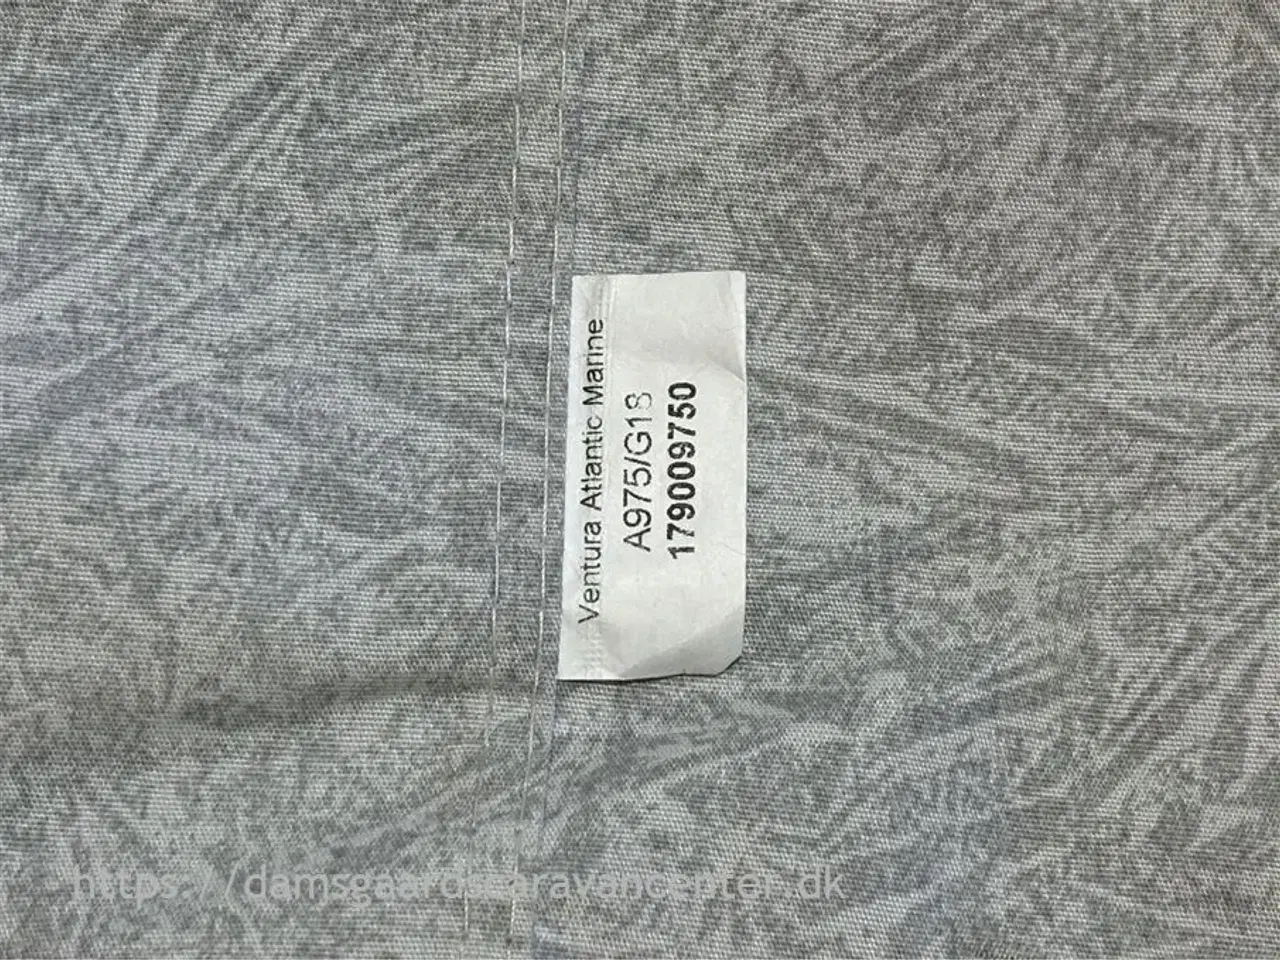 Ventura Atlantic Marine
A975/G18
179009750
https://damsgaardscaravancenter.dk